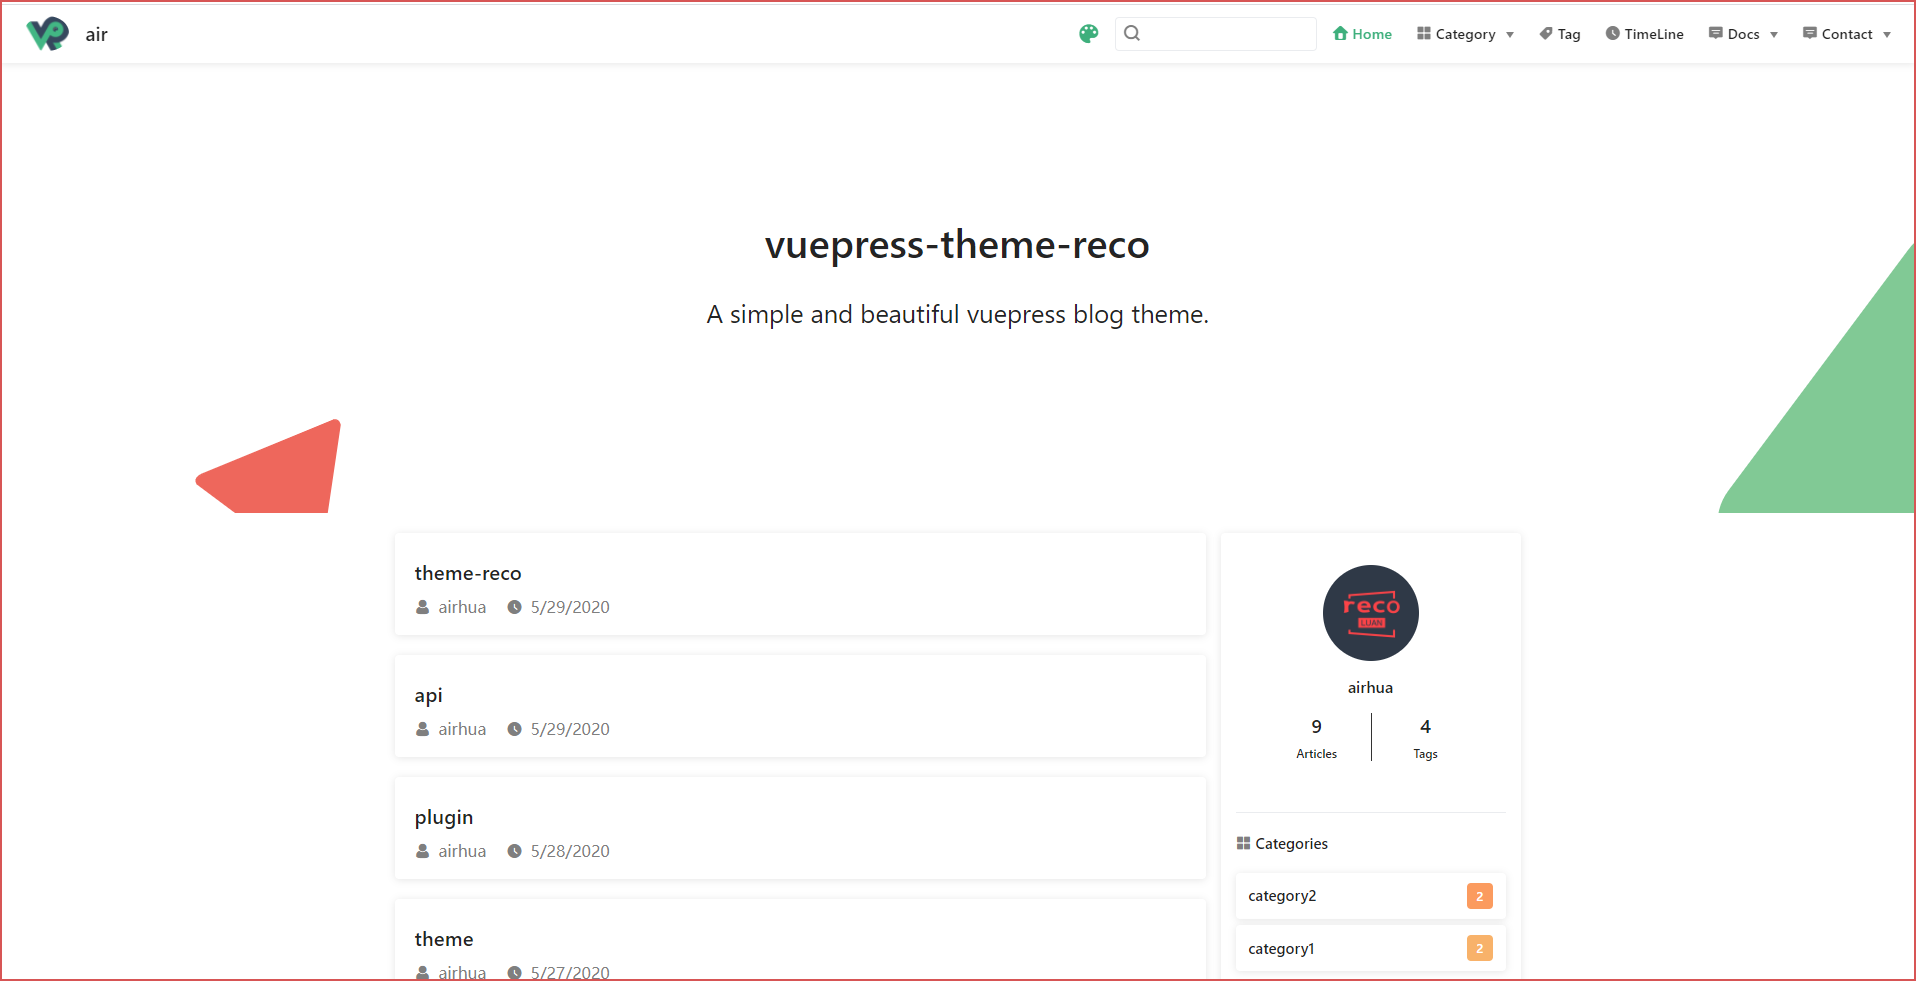 air
Home Category Tag TimeLine Docs Contact
vuepress-theme-reco
A simple and beautiful vuepress blog theme.
theme-reco
airhua 5/29/2020
api
airhua 5/29/2020
plugin
airhua 5/28/2020
theme
airhua 5/27/2020
reco
LUAN
airhua
9 4
Articles Tags
Categories
category2 2
category1 2